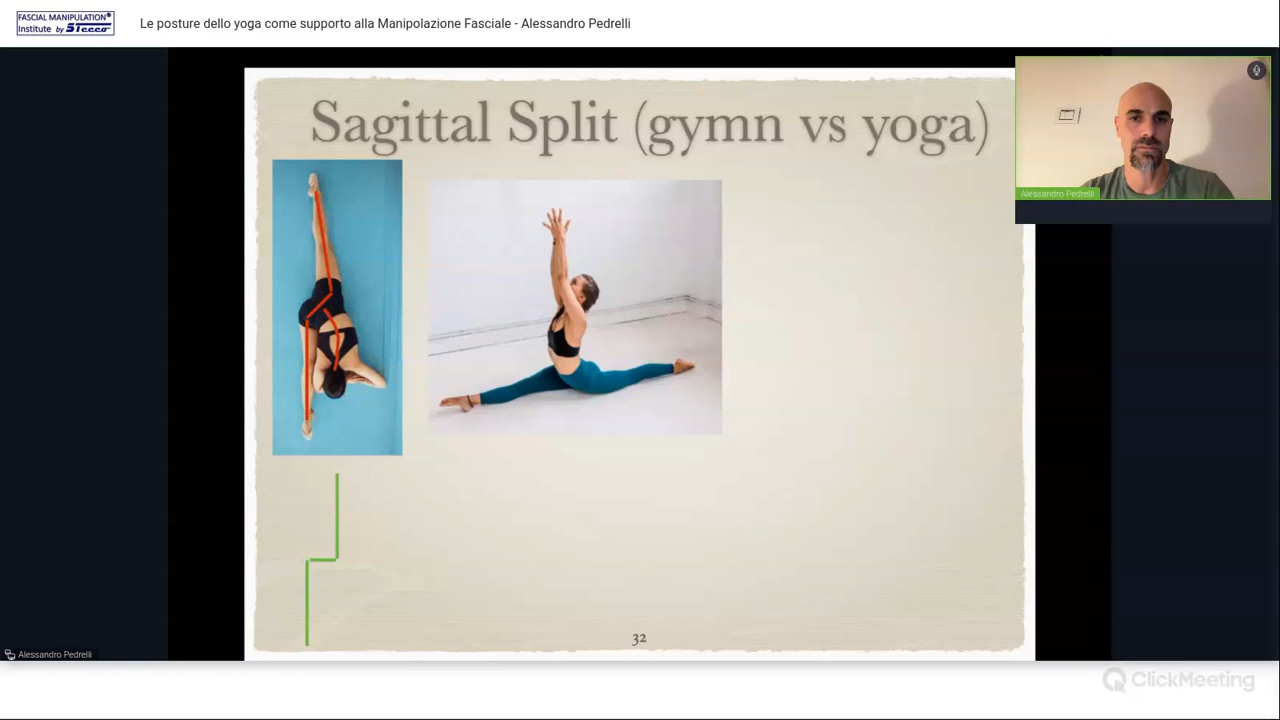 FASCIAL MANIPULATION®
Institute by Stecco
Le posture dello yoga come supporto alla Manipolazione Fasciale - Alessandro Pedrelli
Sagittal Split (gymn vs yoga)
Alessandro Pedrelli
32
Alessandro Pedrelli
ClickMeeting